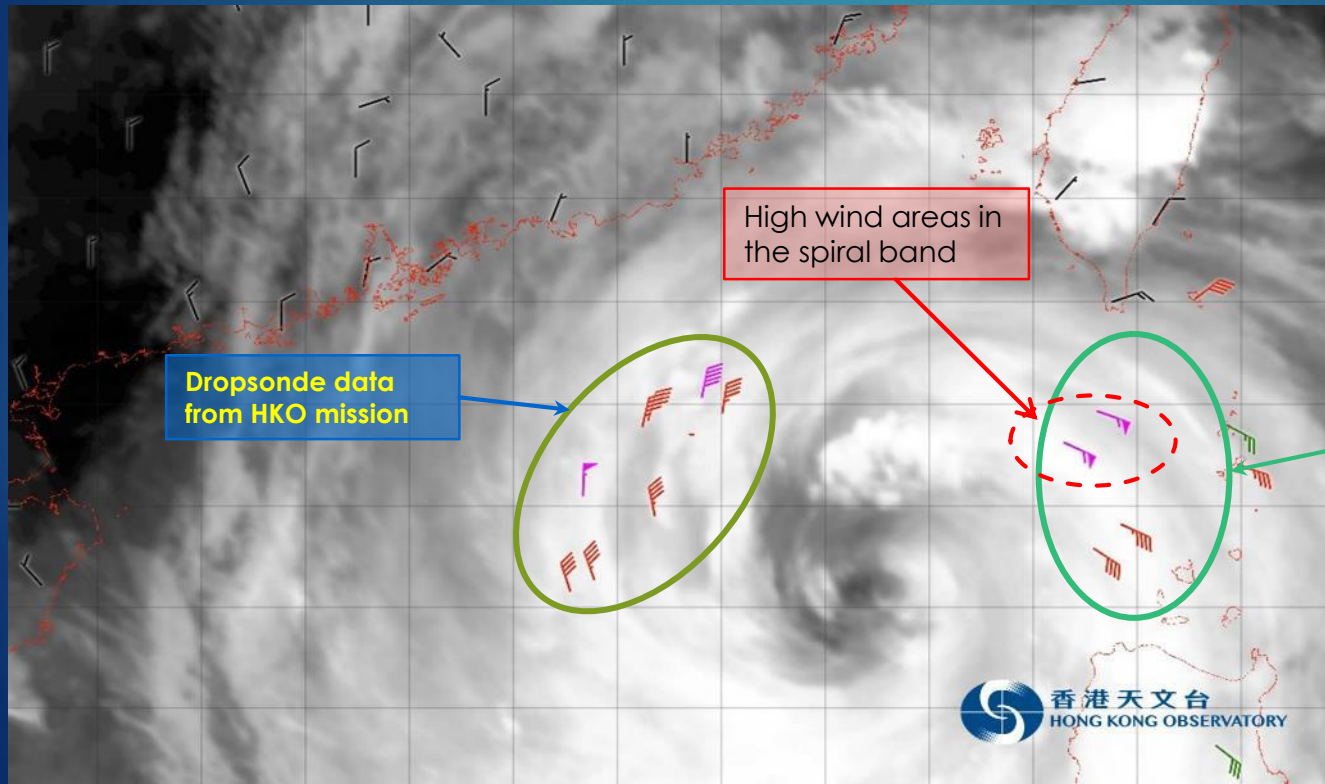 High wind areas in
the spiral band
Dropsonde data
from HKO mission
香港天文台
HONG KONG OBSERVATORY